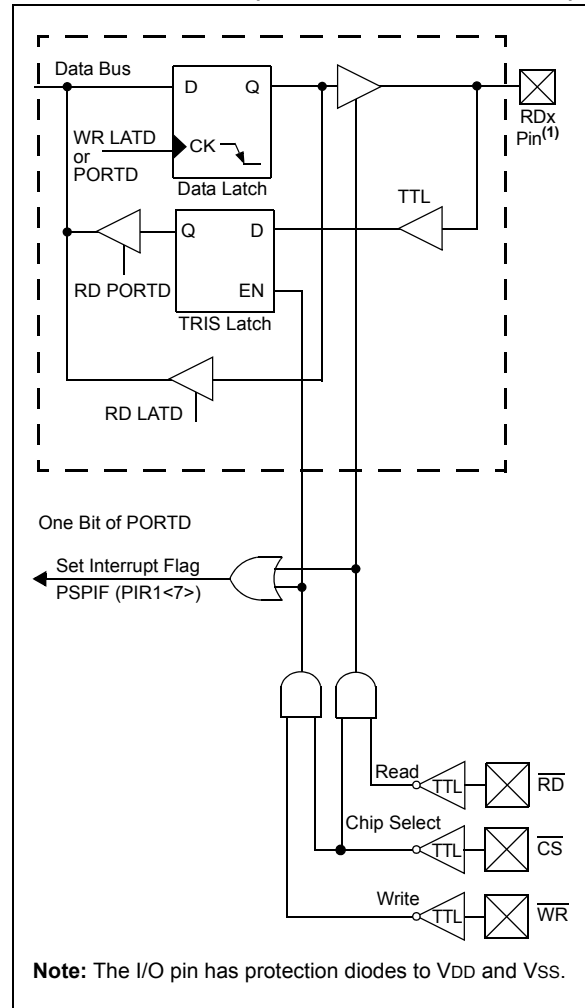 Data Bus
D Q
WR LATD
or
PORTD
CK
Data Latch
RDx
Pin(1)
TTL
Q D
RD PORTD
EN
TRIS Latch
RD LATD
One Bit of PORTD
Set Interrupt Flag
PSPIF (PIR1<7>)
Read
TTL
RD
Chip Select
TTL
CS
Write
TTL
WR
Note: The I/O pin has protection diodes to VDD and VSS.